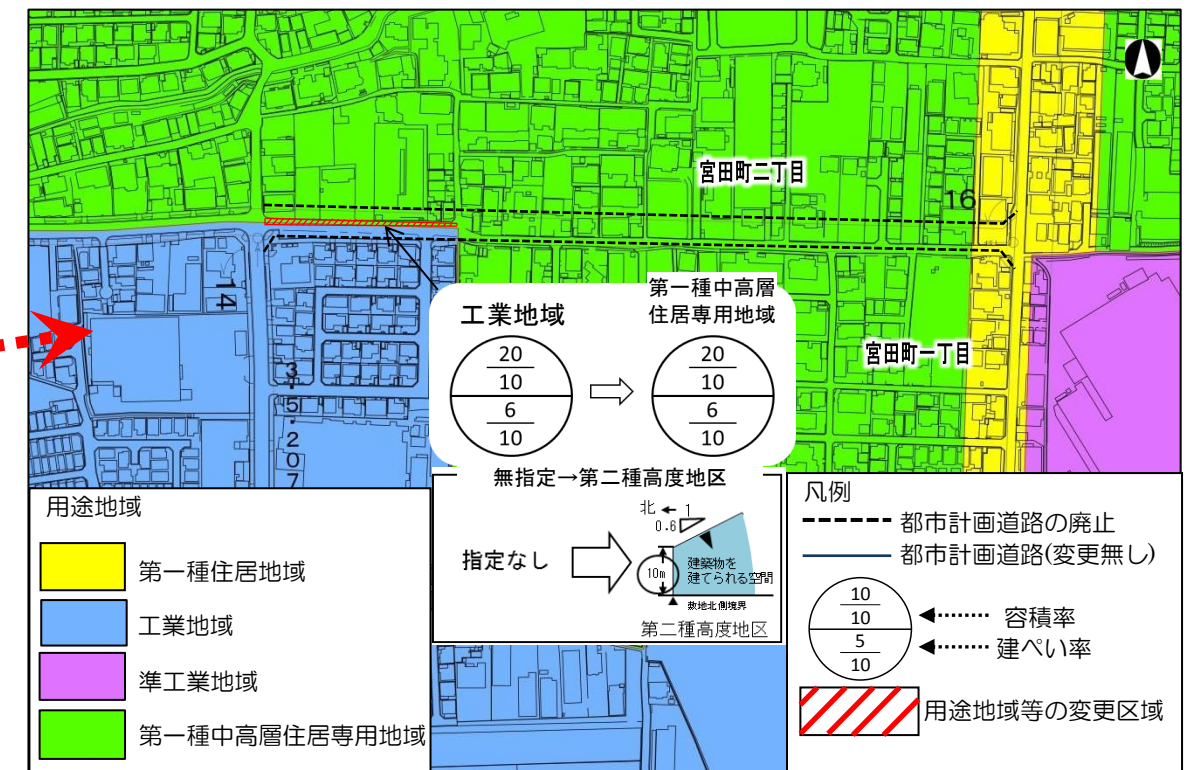 宮田町二丁目
16
14
3・5・207
宮田町一丁目
工業地域
20
10
6
10
第一種中高層
住居専用地域
20
10
6
10
無指定→第二種高度地区
指定なし
北 1
0.6
10m
建築物を
建てられる空間
敷地北側境界
第二種高度地区
用途地域
第一種住居地域
工業地域
準工業地域
第一種中高層住居専用地域
凡例
都市計画道路の廃止
都市計画道路(変更無し)
10
10
5
10
容積率
建ぺい率
用途地域等の変更区域